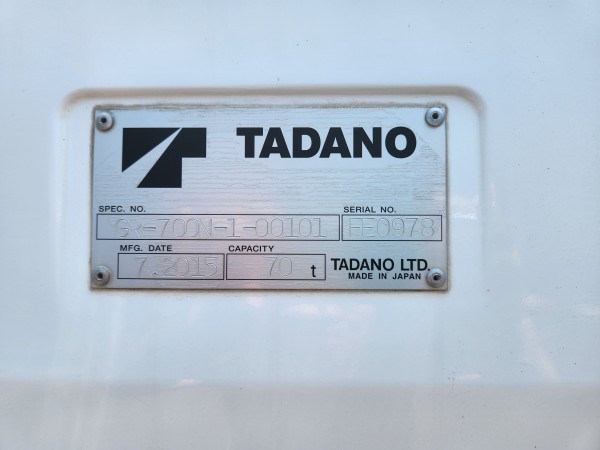 TADANO
SPEC. NO. SERIAL NO.
GR-700N-1-00101 EE0978
MFG. DATE CAPACITY
7.2015 70 t TADANO LTD.
MADE IN JAPAN